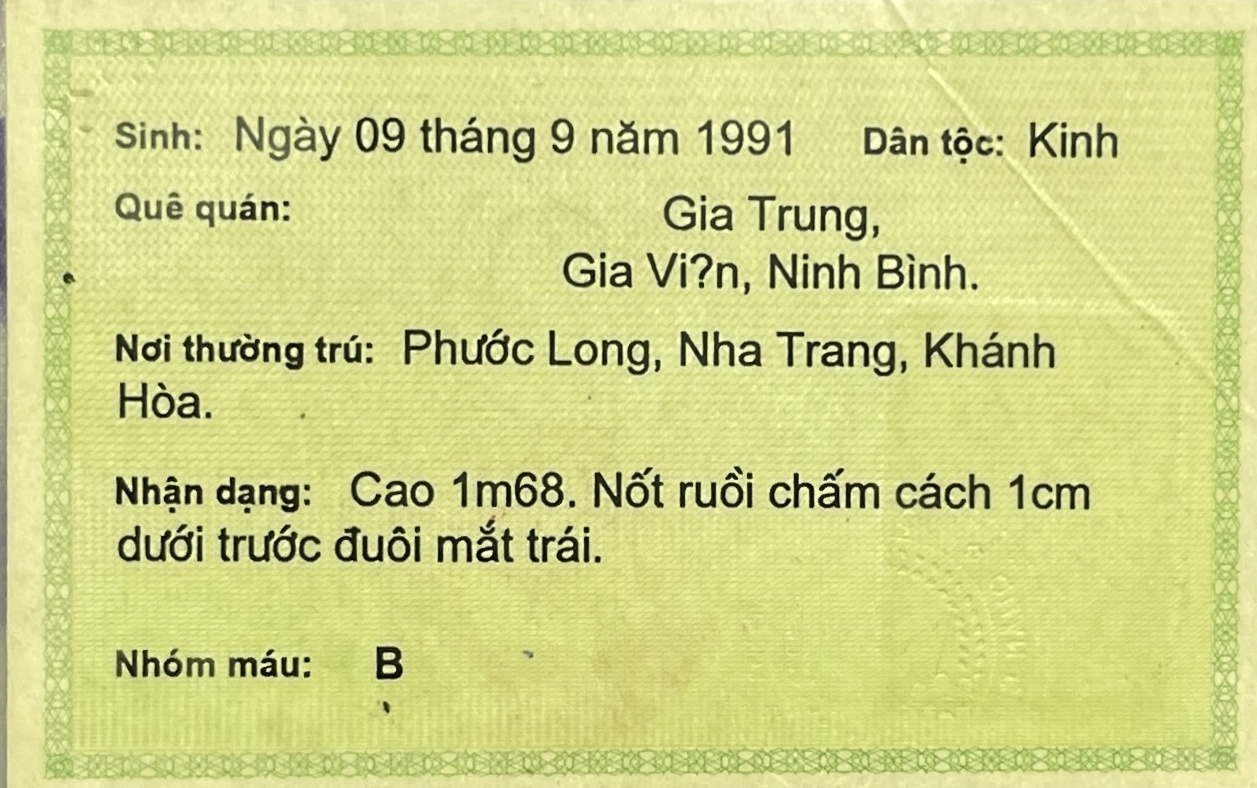 Sinh: Ngày 09 tháng 9 năm 1991 Dân tộc: Kinh
Quê quán: Gia Trung,
Gia Vi?n, Ninh Bình.
Nơi thường trú: Phước Long, Nha Trang, Khánh
Hòa.
Nhận dạng: Cao 1m68. Nốt ruồi chấm cách 1cm
dưới trước đuôi mắt trái.
Nhóm máu: B